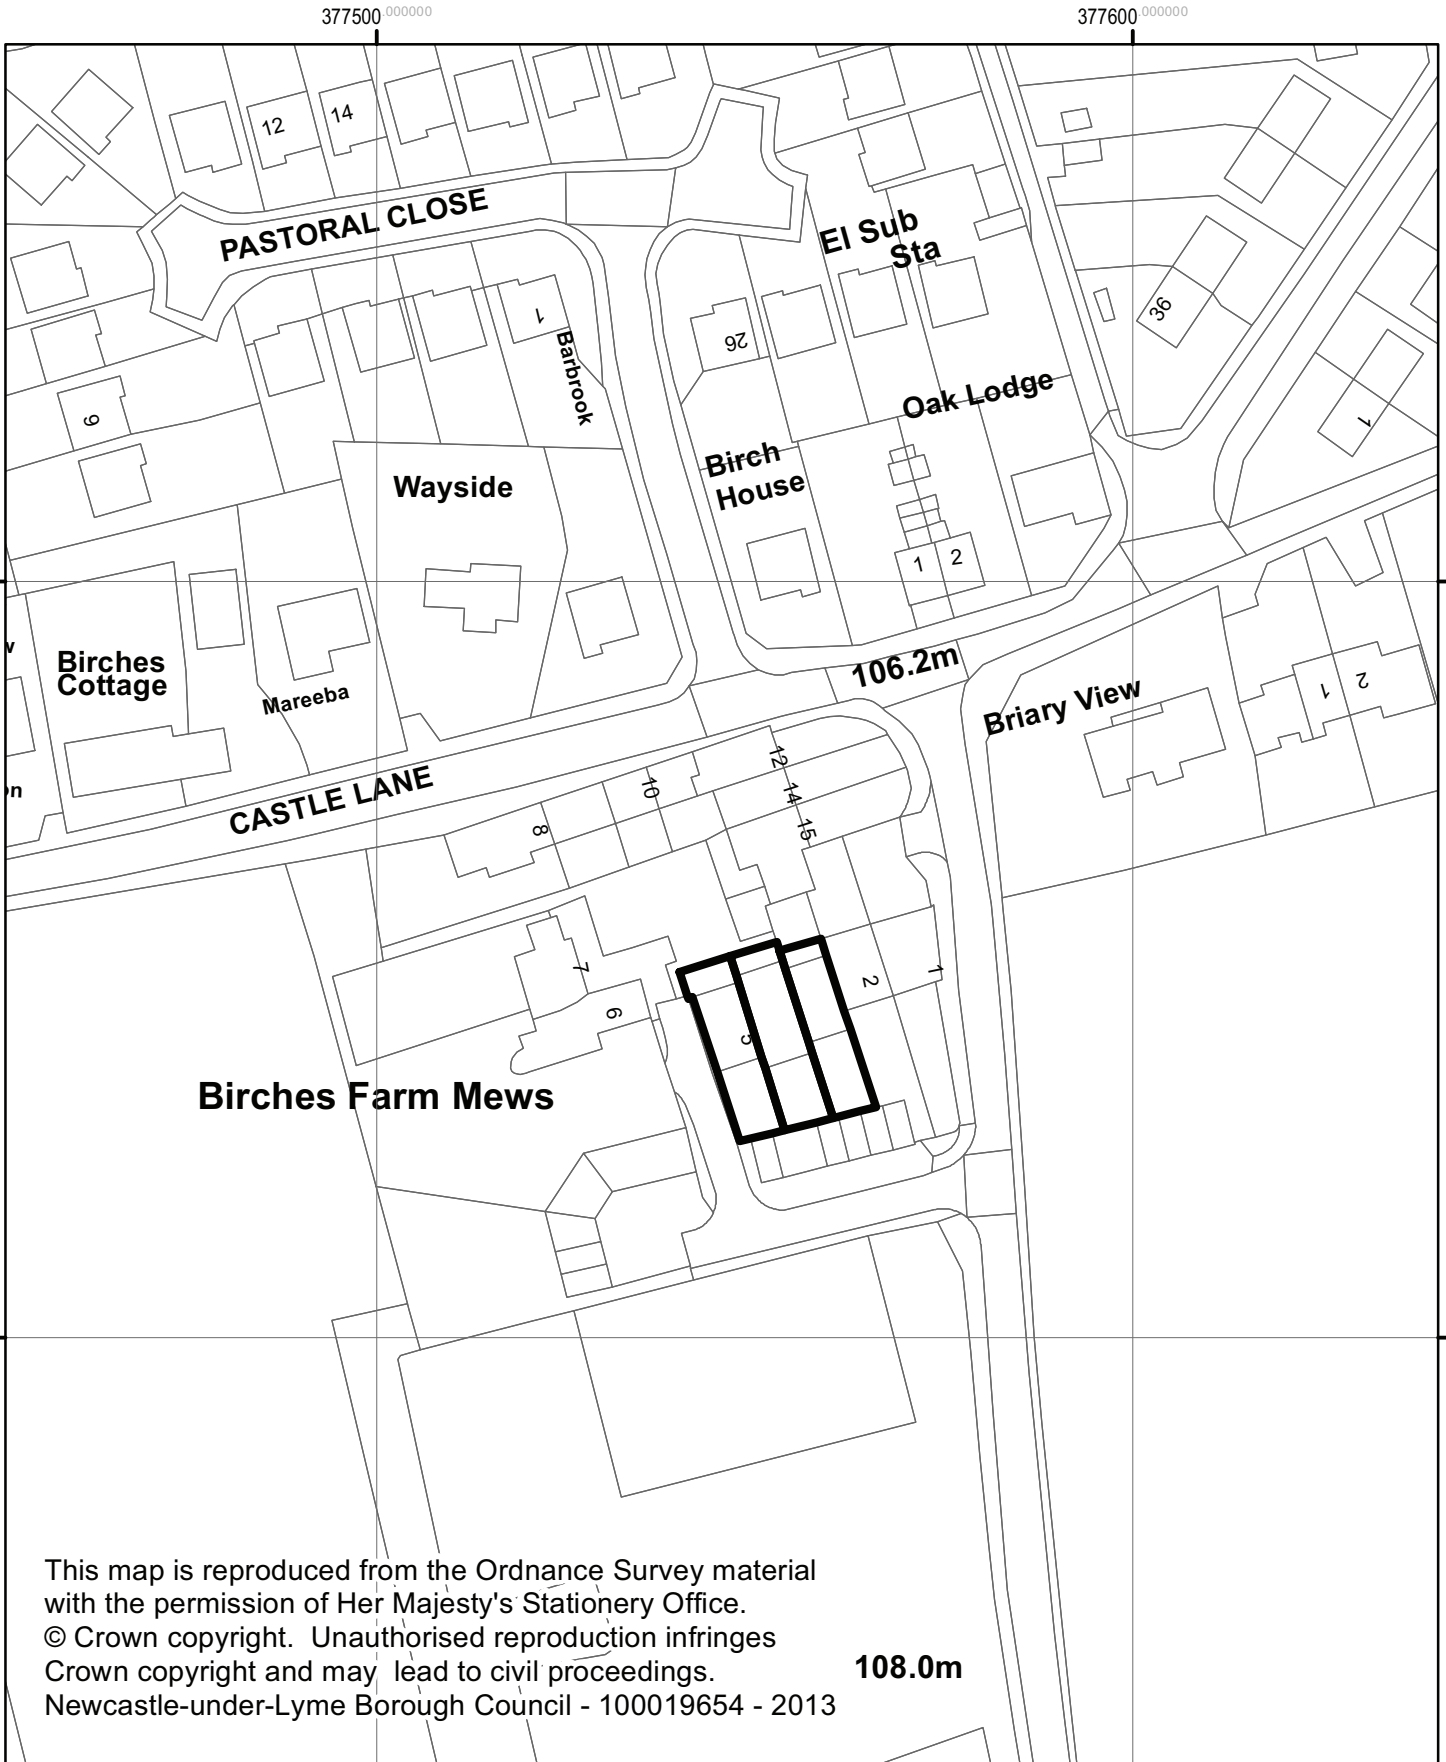 377500.000000
377600.000000
12
14
PASTORAL CLOSE
El Sub
Sta
36
1
26
Barbrook
Oak Lodge
9
1
Birch
House
Wayside
1
2
Birches
Cottage
Mareeba
106.2m
Briary View
1
2
CASTLE LANE
12
10
14
8
15
7
2
1
6
5
Birches Farm Mews
This map is reproduced from the Ordnance Survey material
with the permission of Her Majesty's Stationery Office.
© Crown copyright. Unauthorised reproduction infringes
Crown copyright and may lead to civil proceedings.
Newcastle-under-Lyme Borough Council - 100019654 - 2013
108.0m